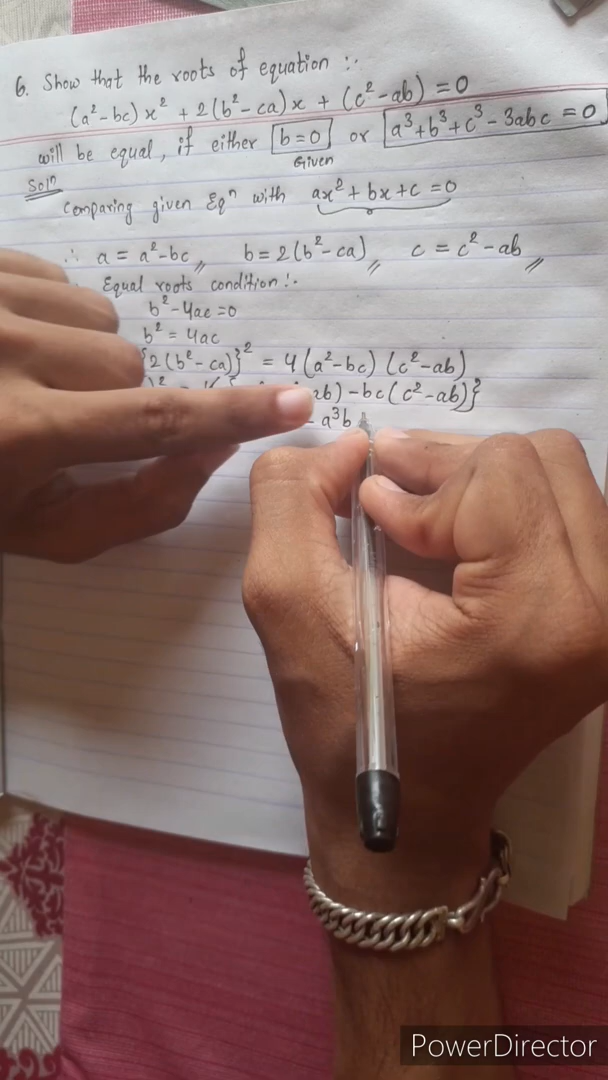 6. Show that the roots of equation :-
(a²-bc)x² + 2(b²-ca)x + (c²-ab) = 0
will be equal, if either b=0 or a³+b³+c³-3abc = 0
Given
Solⁿ
Comparing given Eqⁿ with ax²+bx+c=0
∴ a = a²-bc,, b=2(b²-ca),, c = c²-ab,,
Equal roots condition :-
b²-4ac=0
b² = 4ac
{2(b²-ca)}² = 4(a²-bc)(c²-ab)
ab) -bc(c²-ab)}
- a³b
PowerDirector